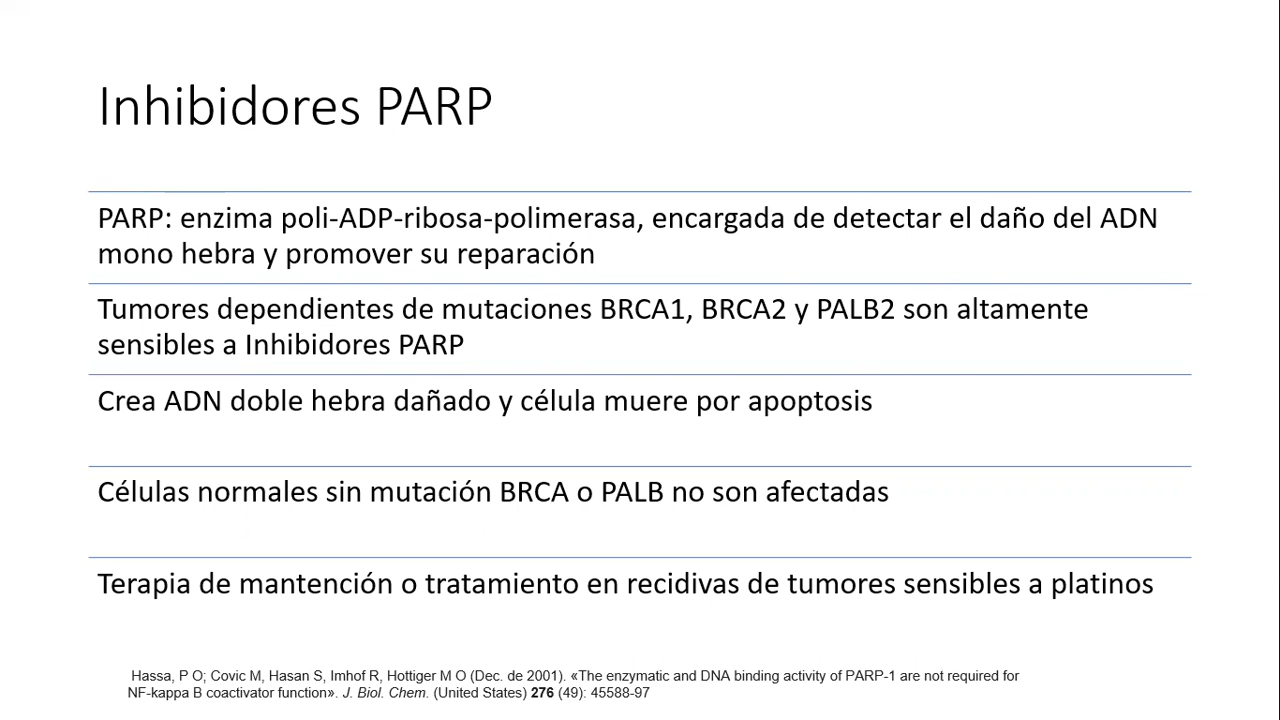 Inhibidores PARP
PARP: enzima poli-ADP-ribosa-polimerasa, encargada de detectar el daño del ADN
mono hebra y promover su reparación
Tumores dependientes de mutaciones BRCA1, BRCA2 y PALB2 son altamente
sensibles a Inhibidores PARP
Crea ADN doble hebra dañado y célula muere por apoptosis
Células normales sin mutación BRCA o PALB no son afectadas
Terapia de mantención o tratamiento en recidivas de tumores sensibles a platinos
Hassa, P O; Covic M, Hasan S, Imhof R, Hottiger M O (Dec. de 2001). «The enzymatic and DNA binding activity of PARP-1 are not required for
NF-kappa B coactivator function». J. Biol. Chem. (United States) 276 (49): 45588-97